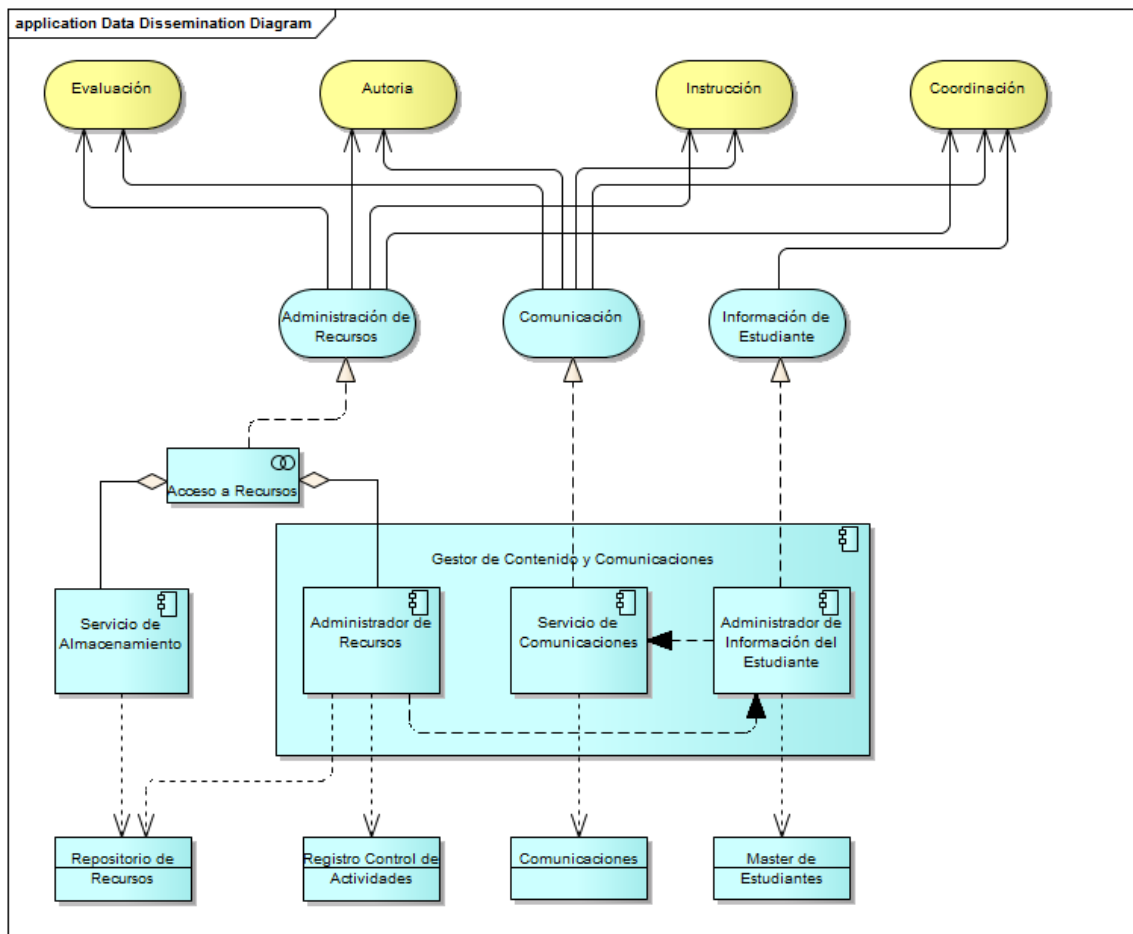 application Data Dissemination Diagram
Evaluación
Autoria
Instrucción
Coordinación
Administración de
Recursos
Comunicación
Información de
Estudiante
Acceso a Recursos
Gestor de Contenido y Comunicaciones
Servicio de
Almacenamiento
Administrador de
Recursos
Servicio de
Comunicaciones
Administrador de
Información del
Estudiante
Repositorio de
Recursos
Registro Control de
Actividades
Comunicaciones
Master de
Estudiantes